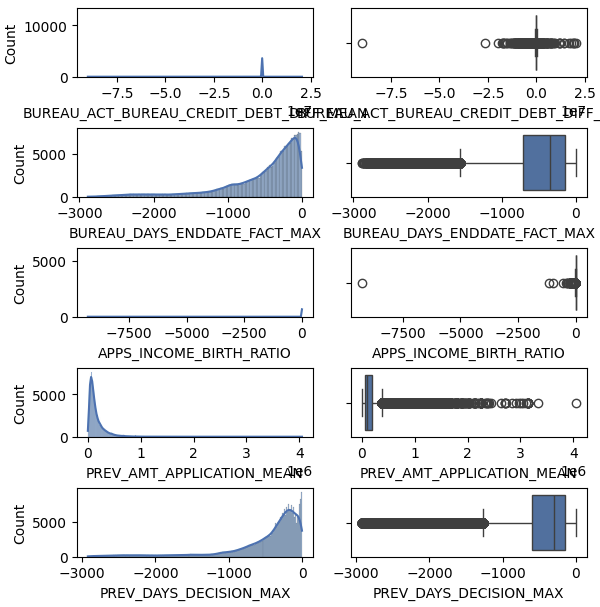 Count
10000
0
−7.5 −5.0 −2.5 0.0 2.5
1e7
BUREAU_ACT_BUREAU_CREDIT_DEBT_DIFF_MEAN
−7.5 −5.0 −2.5 0.0 2.5
1e7
BUREAU_ACT_BUREAU_CREDIT_DEBT_DIFF_
Count
5000
0
−3000 −2000 −1000 0
BUREAU_DAYS_ENDDATE_FACT_MAX
−3000 −2000 −1000 0
BUREAU_DAYS_ENDDATE_FACT_MAX
Count
5000
0
−7500 −5000 −2500 0
APPS_INCOME_BIRTH_RATIO
−7500 −5000 −2500 0
APPS_INCOME_BIRTH_RATIO
Count
5000
0
0 1 2 3 4
1e6
PREV_AMT_APPLICATION_MEAN
0 1 2 3 4
1e6
PREV_AMT_APPLICATION_MEAN
Count
5000
0
−3000 −2000 −1000 0
PREV_DAYS_DECISION_MAX
−3000 −2000 −1000 0
PREV_DAYS_DECISION_MAX